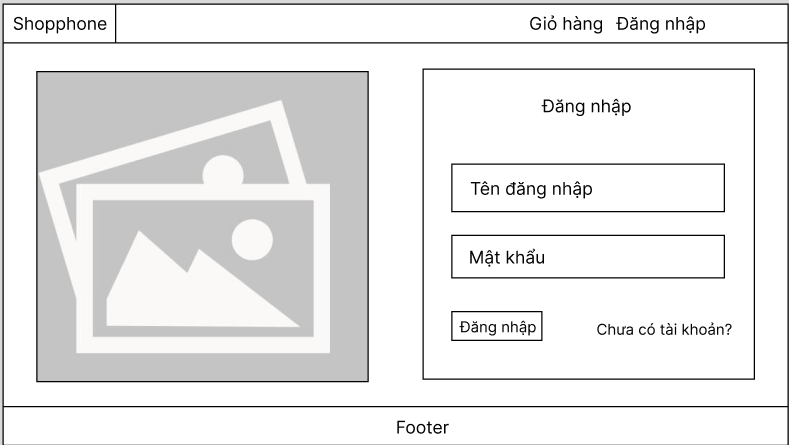 Shopphone
Giỏ hàng Đăng nhập
Đăng nhập
Tên đăng nhập
Mật khẩu
Đăng nhập
Chưa có tài khoản?
Footer